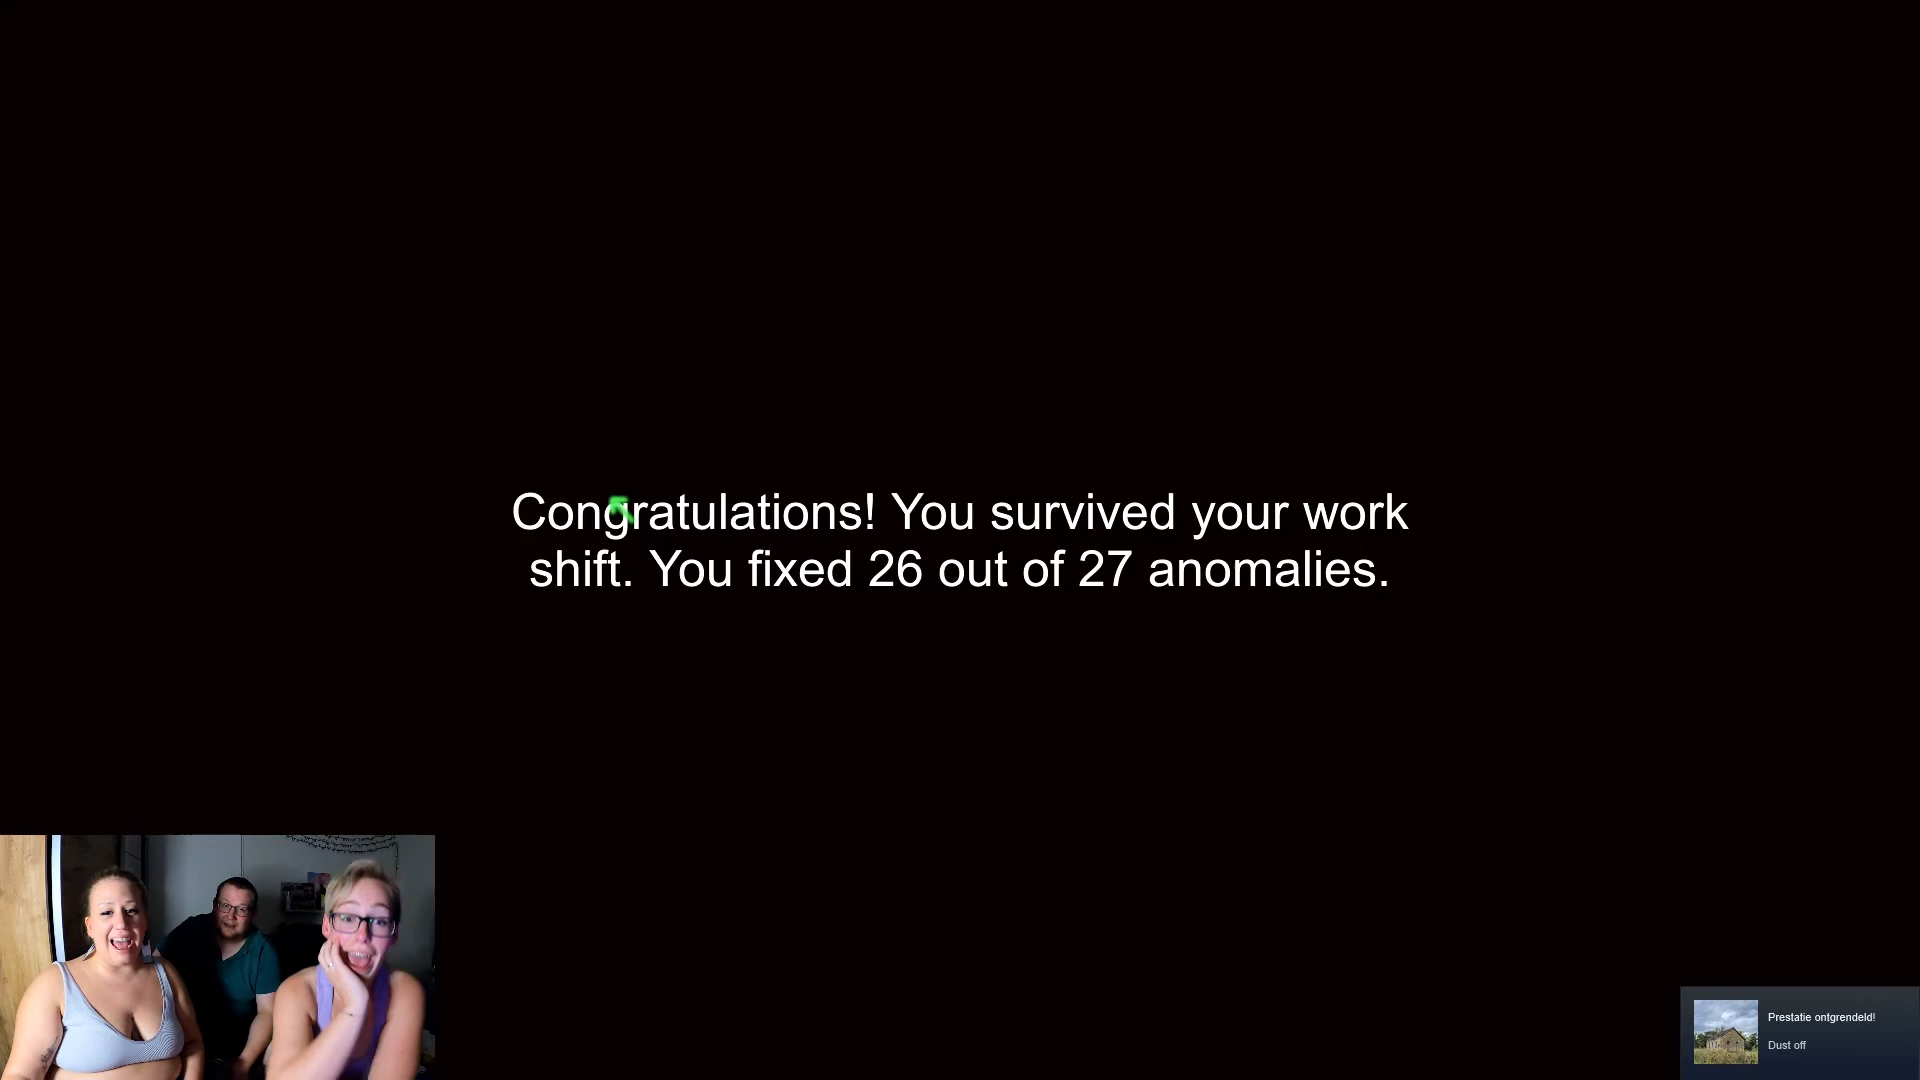 Congratulations! You survived your work
shift. You fixed 26 out of 27 anomalies.
Prestatie ontgrendeld!
Dust off